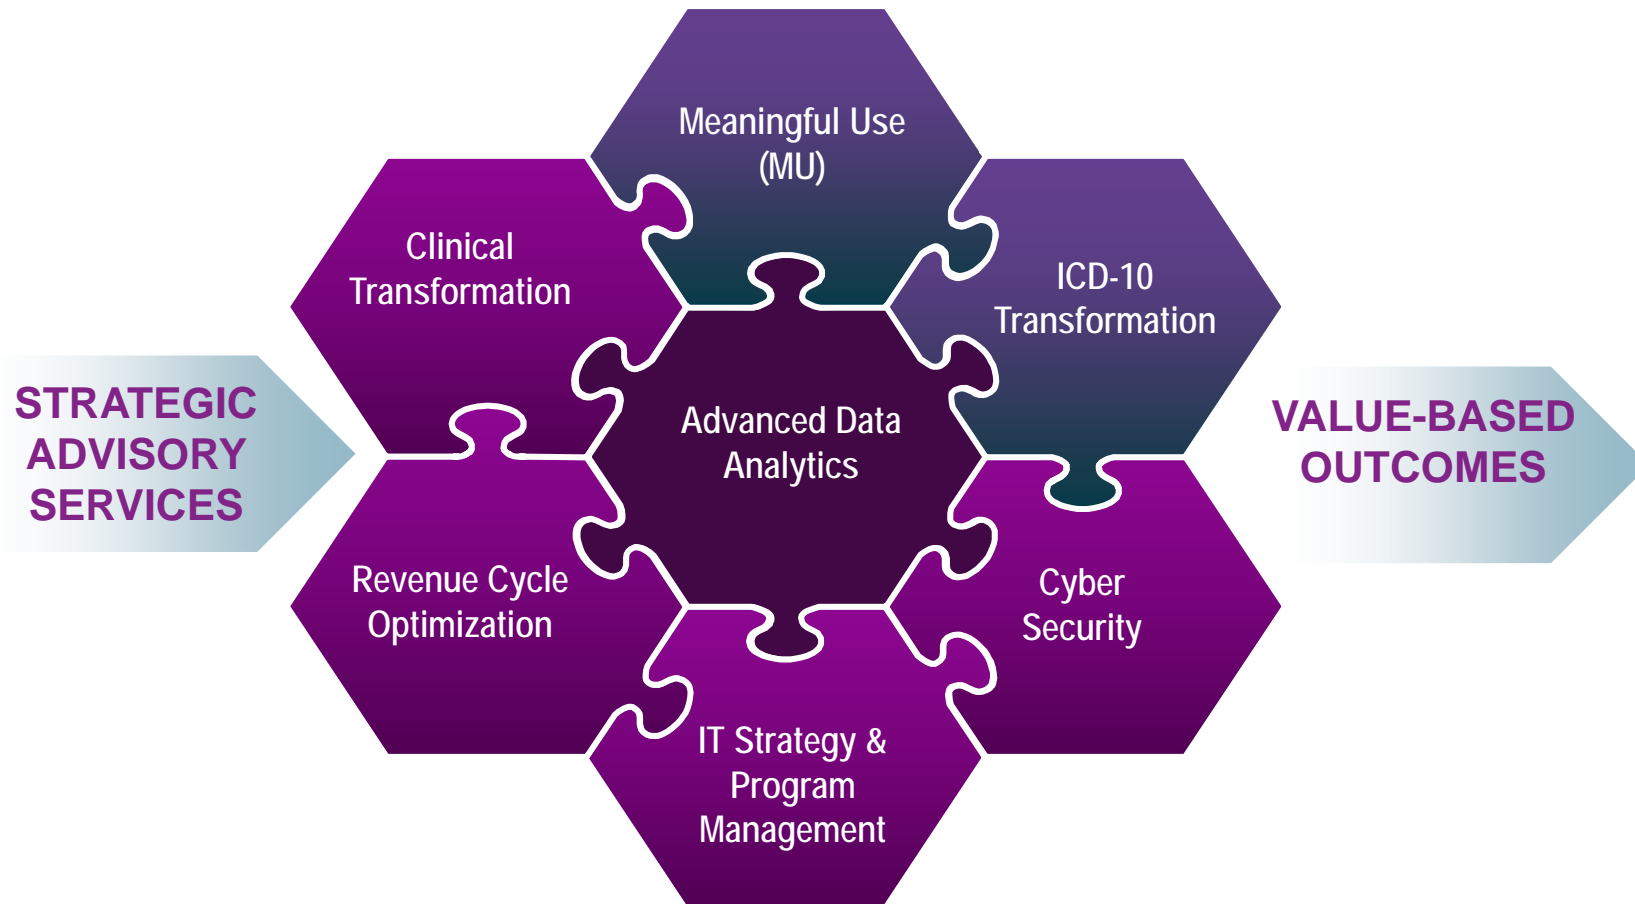 Meaningful Use
(MU)
Clinical
Transformation
ICD-10
Transformation
STRATEGIC
ADVISORY
SERVICES
Advanced Data
Analytics
VALUE-BASED
OUTCOMES
Revenue Cycle
Optimization
Cyber
Security
IT Strategy &
Program
Management